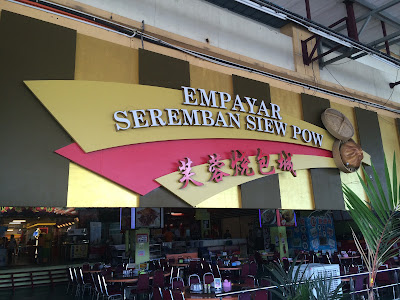 EMPAYAR
SEREMBAN SIEW POW
芙蓉烧包城